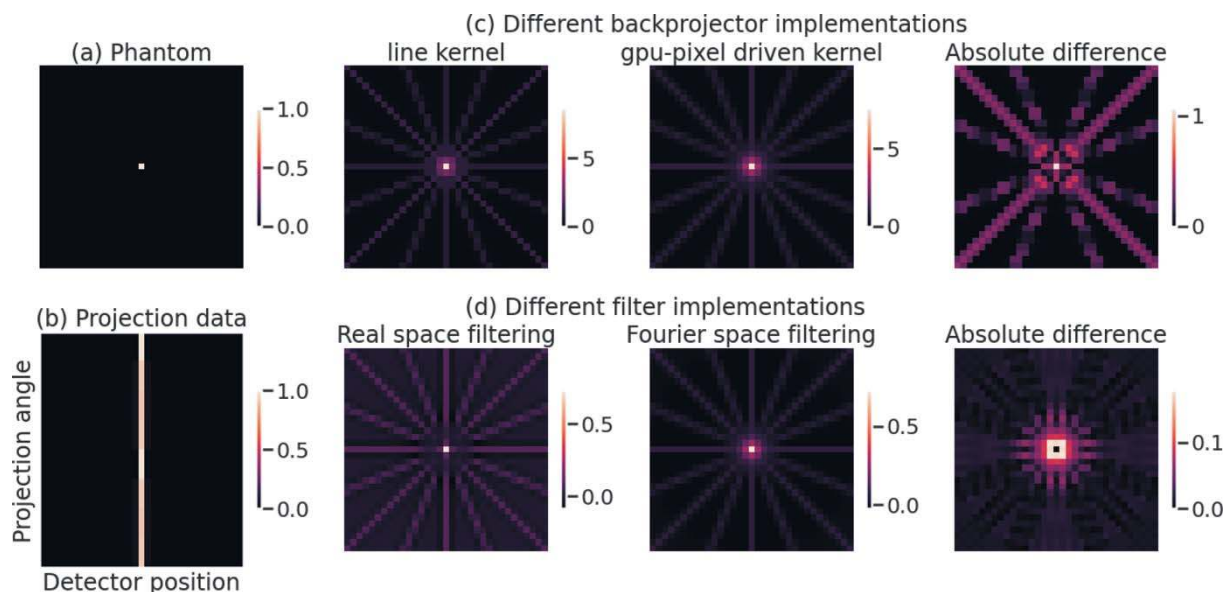 (c) Different backprojector implementations
(a) Phantom
line kernel
gpu-pixel driven kernel
Absolute difference
1.0
0.5
0.0
5
0
5
0
1
0
(d) Different filter implementations
(b) Projection data
Real space filtering
Fourier space filtering
Absolute difference
Projection angle
1.0
0.5
0.0
0.5
0.0
0.5
0.0
0.1
0.0
Detector position